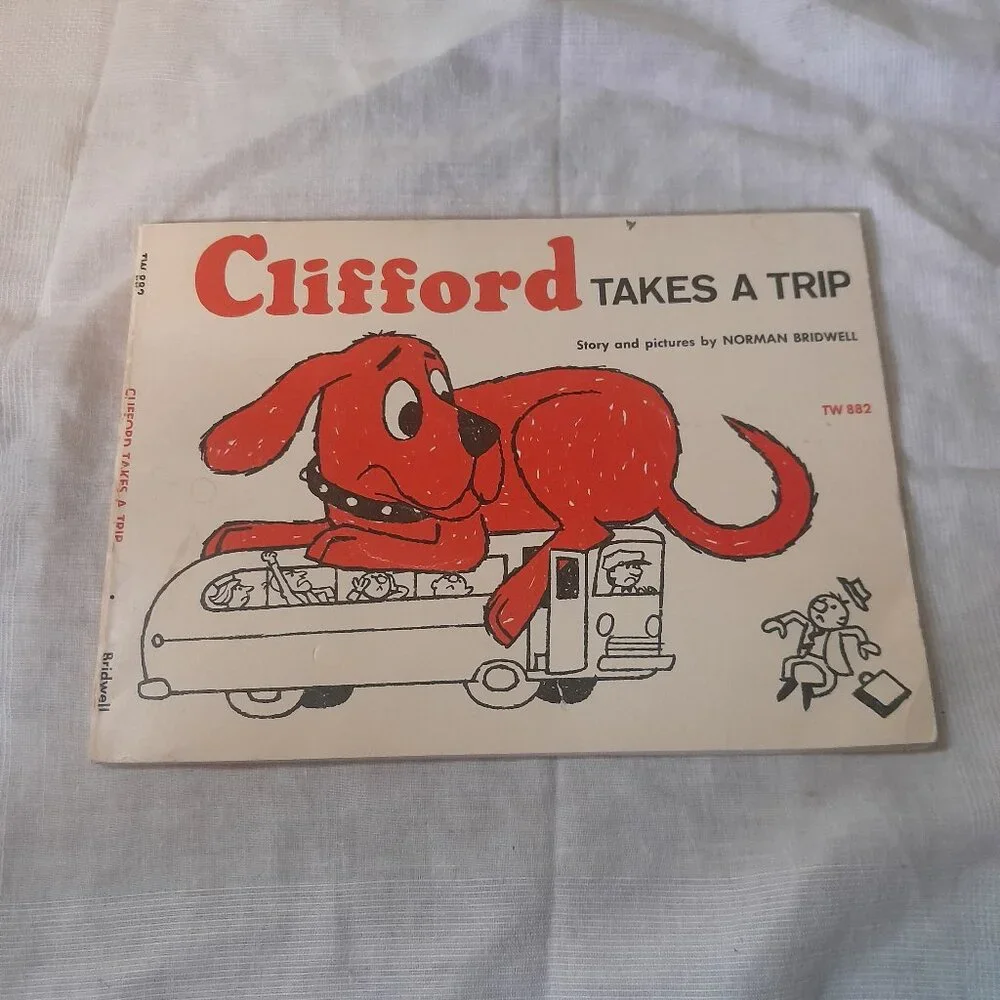 Clifford TAKES A TRIP
Story and pictures by NORMAN BRIDWELL
TW 882
TW 882
CLIFFORD TAKES A TRIP
Bridwell